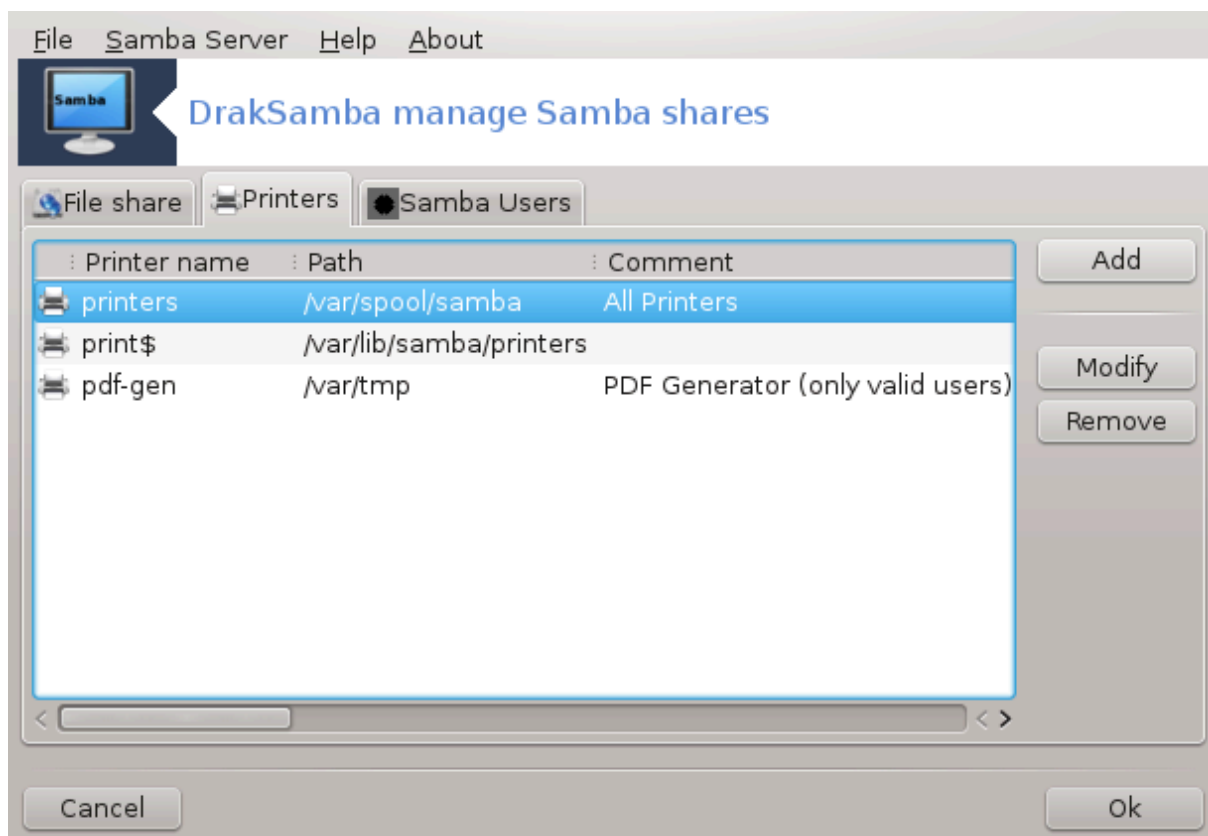 File Samba Server Help About
Samba
DrakSamba manage Samba shares
File share Printers Samba Users
Printer name Path Comment
Add
printers /var/spool/samba All Printers
print$ /var/lib/samba/printers
Modify
pdf-gen /var/tmp PDF Generator (only valid users)
Remove
Cancel Ok